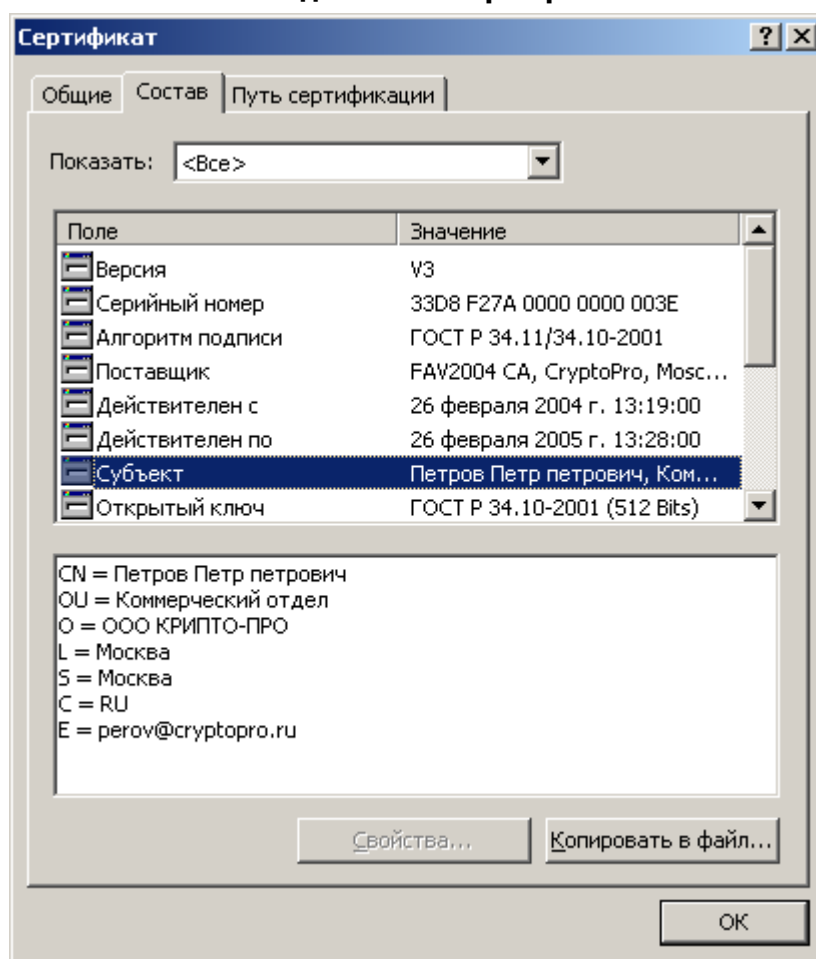 Сертификат
Общие Состав Путь сертификации
Показать: <Все>
Поле Значение
Версия V3
Серийный номер 33D8 F27A 0000 0000 003E
Алгоритм подписи ГОСТ Р 34.11/34.10-2001
Поставщик FAV2004 CA, CryptoPro, Mosc...
Действителен с 26 февраля 2004 г. 13:19:00
Действителен по 26 февраля 2005 г. 13:28:00
Субъект Петров Петр петрович, Ком...
Открытый ключ ГОСТ Р 34.10-2001 (512 Bits)
CN = Петров Петр петрович
OU = Коммерческий отдел
O = ООО КРИПТО-ПРО
L = Москва
S = Москва
C = RU
E = perov@cryptopro.ru
Свойства... Копировать в файл...
ОК